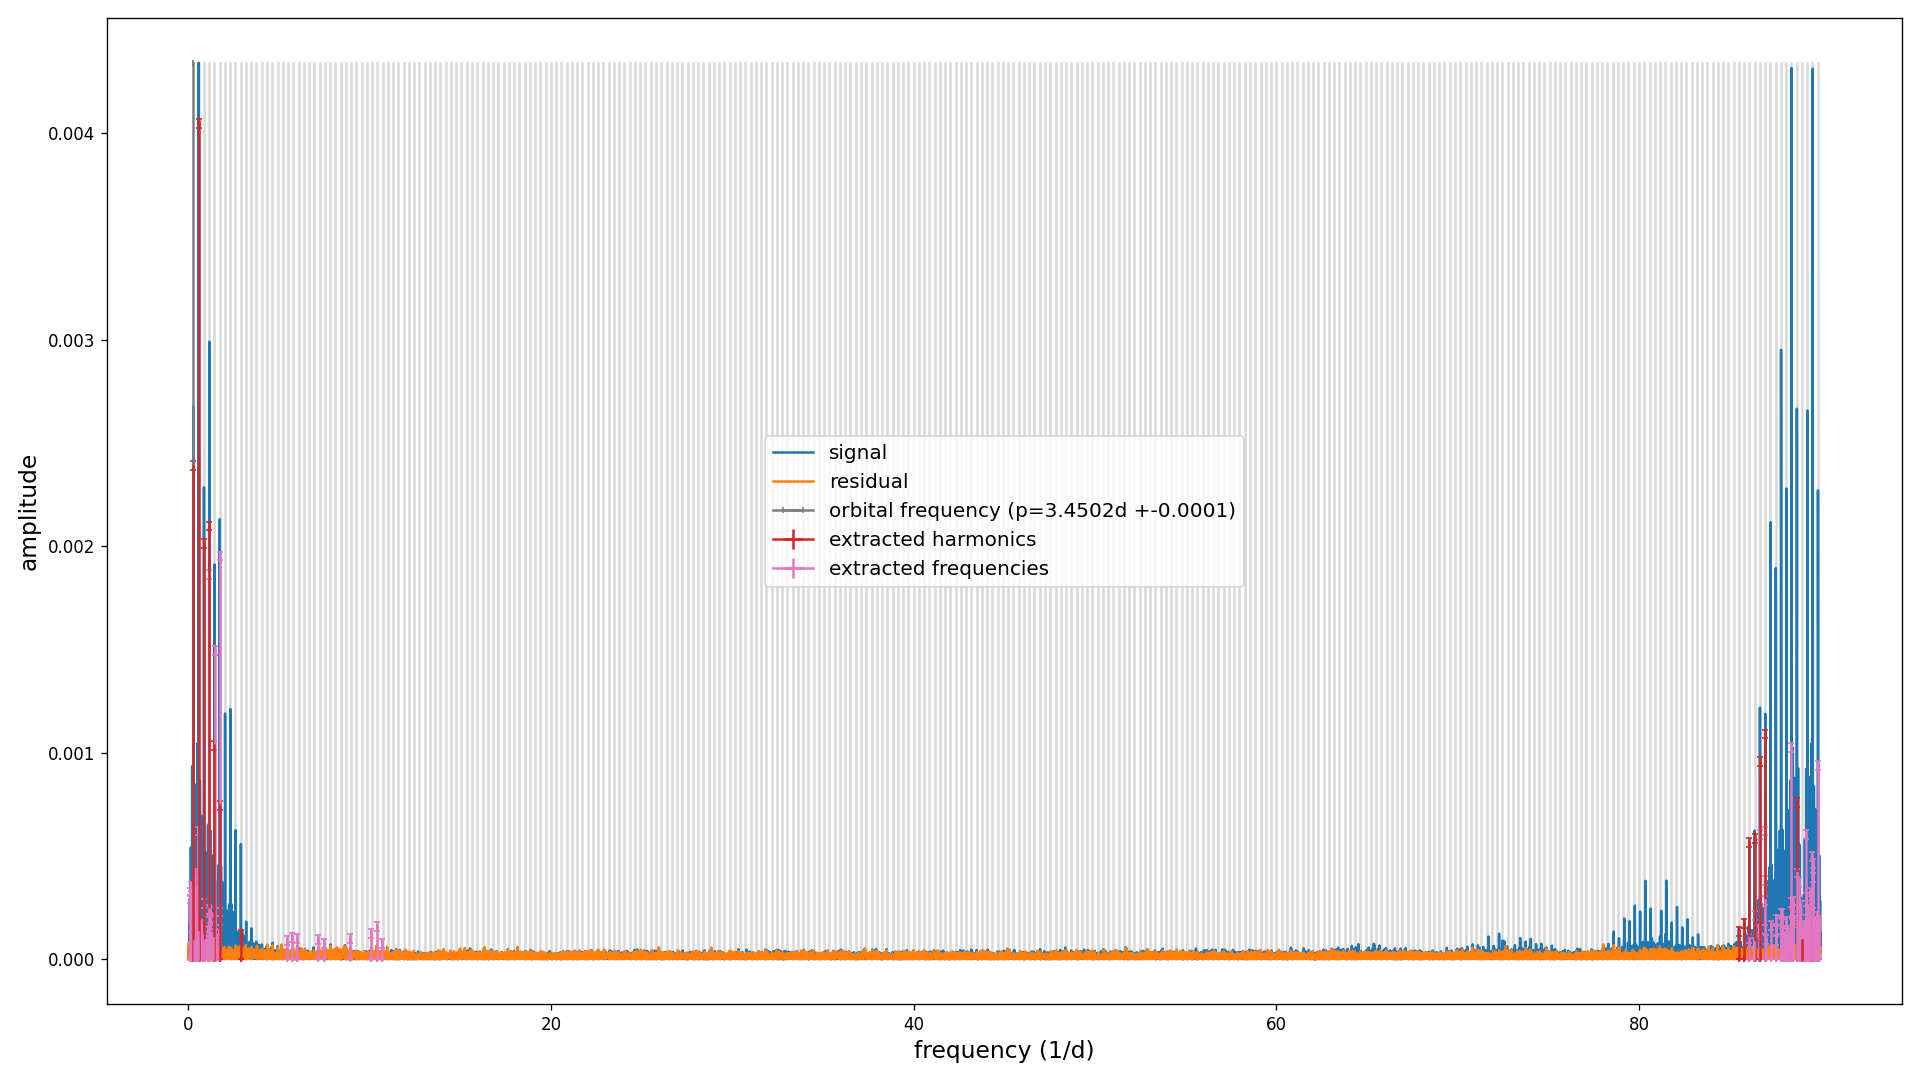 0.004
0.003
0.002
0.001
0.000
amplitude
signal
residual
orbital frequency (p=3.4502d +-0.0001)
extracted harmonics
extracted frequencies
0 20 40 60 80
frequency (1/d)